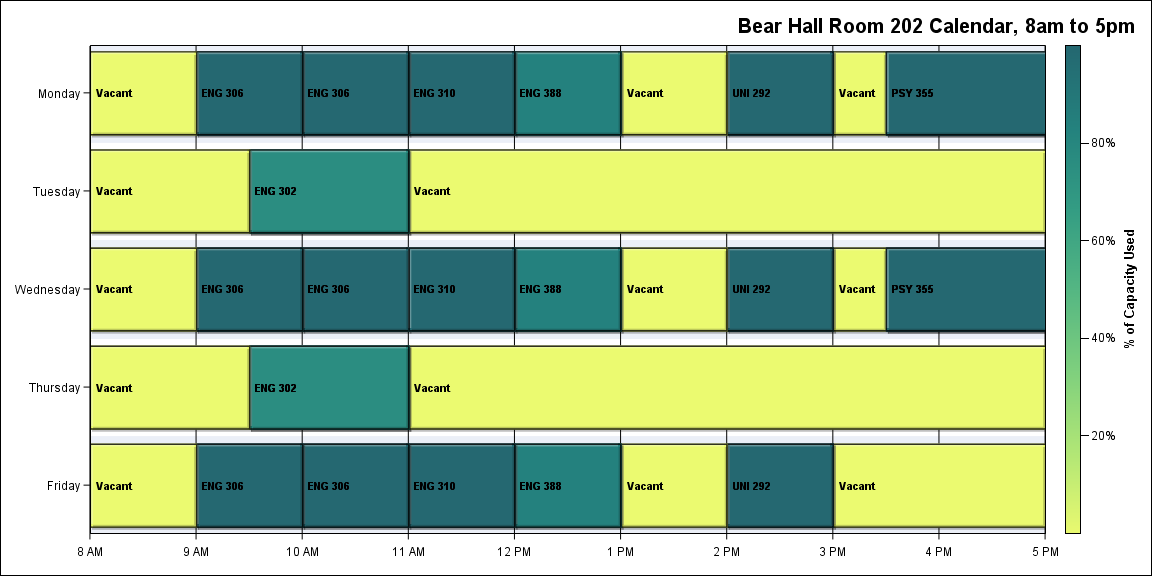 Bear Hall Room 202 Calendar, 8am to 5pm
Monday
Vacant
ENG 306
ENG 306
ENG 310
ENG 388
Vacant
UNI 292
Vacant
PSY 355
Tuesday
Vacant
ENG 302
Vacant
Wednesday
Vacant
ENG 306
ENG 306
ENG 310
ENG 388
Vacant
UNI 292
Vacant
PSY 355
Thursday
Vacant
ENG 302
Vacant
Friday
Vacant
ENG 306
ENG 306
ENG 310
ENG 388
Vacant
UNI 292
Vacant
8 AM
9 AM
10 AM
11 AM
12 PM
1 PM
2 PM
3 PM
4 PM
5 PM
80%
60%
40%
20%
% of Capacity Used